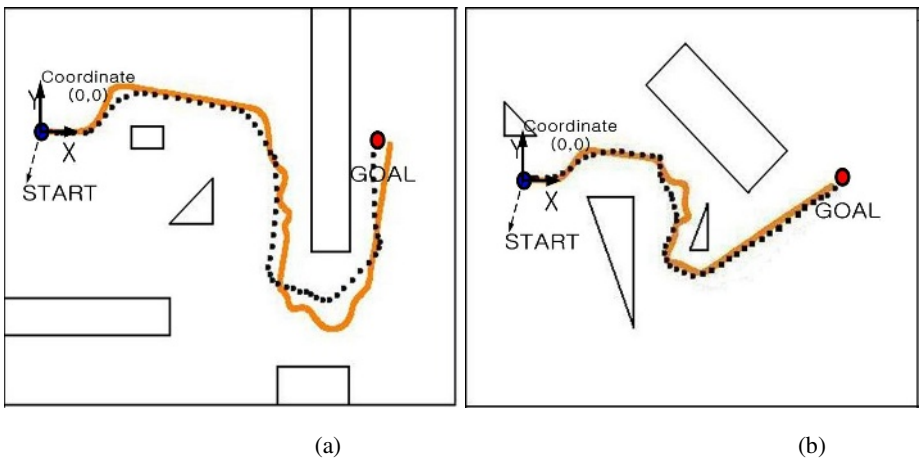 Coordinate
Y
(0,0)
X
GOAL
START
Coordinate
Y
(0,0)
X
GOAL
START
(a)
(b)